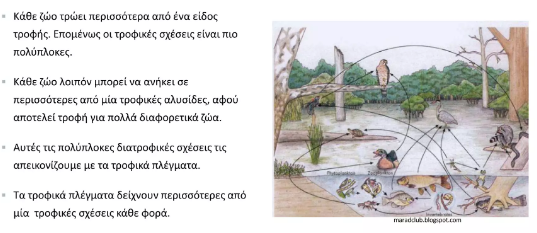 Κάθε ζώο τρώει περισσότερα από ένα είδος
τροφής. Επομένως οι τροφικές σχέσεις είναι πιο
πολύπλοκες.
Κάθε ζώο λοιπόν μπορεί να ανήκει σε
περισσότερες από μία τροφικές αλυσίδες, αφού
αποτελεί τροφή για πολλά διαφορετικά ζώα.
Αυτές τις πολύπλοκες διατροφικές σχέσεις τις
απεικονίζουμε με τα τροφικά πλέγματα.
Τα τροφικά πλέγματα δείχνουν περισσότερες από
μία τροφικές σχέσεις κάθε φορά.
maradclub.blogspot.com